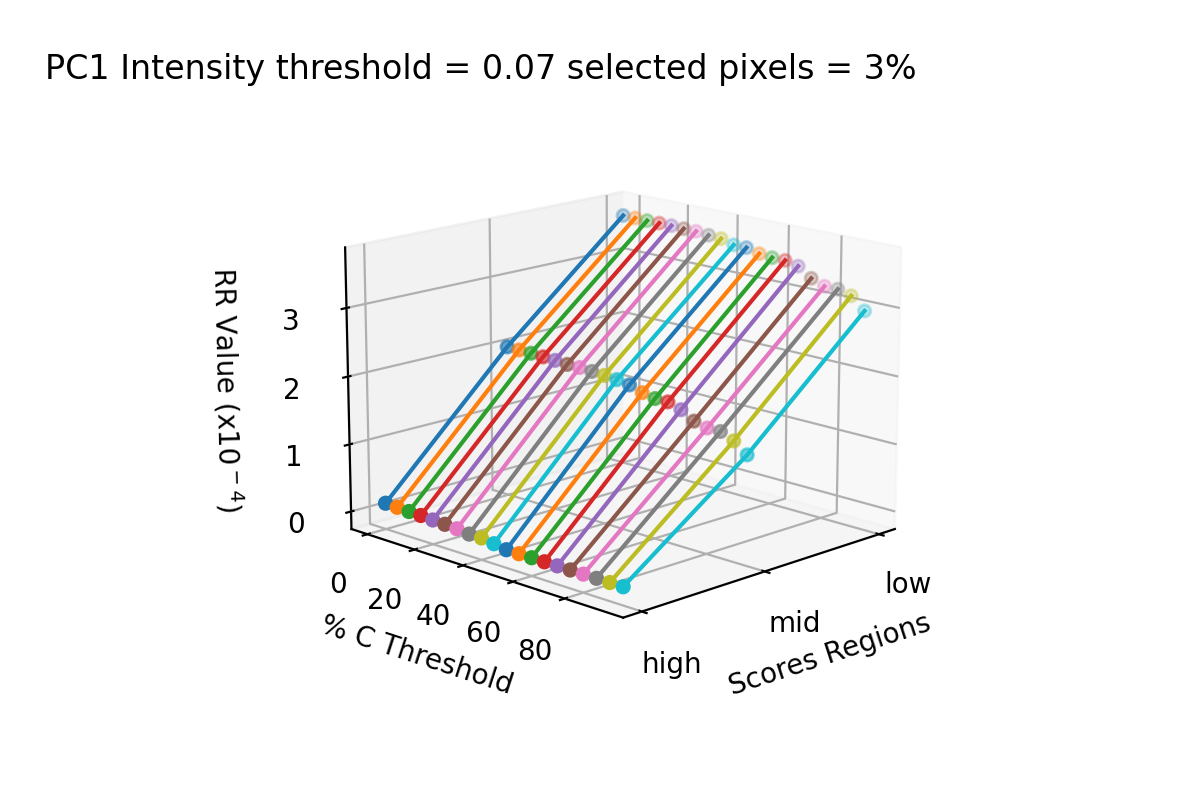 PC1 Intensity threshold = 0.07 selected pixels = 3%
RR Value (x10⁻⁴)
3
2
1
0
0
20
40
60
80
% C Threshold
high
mid
low
Scores Regions